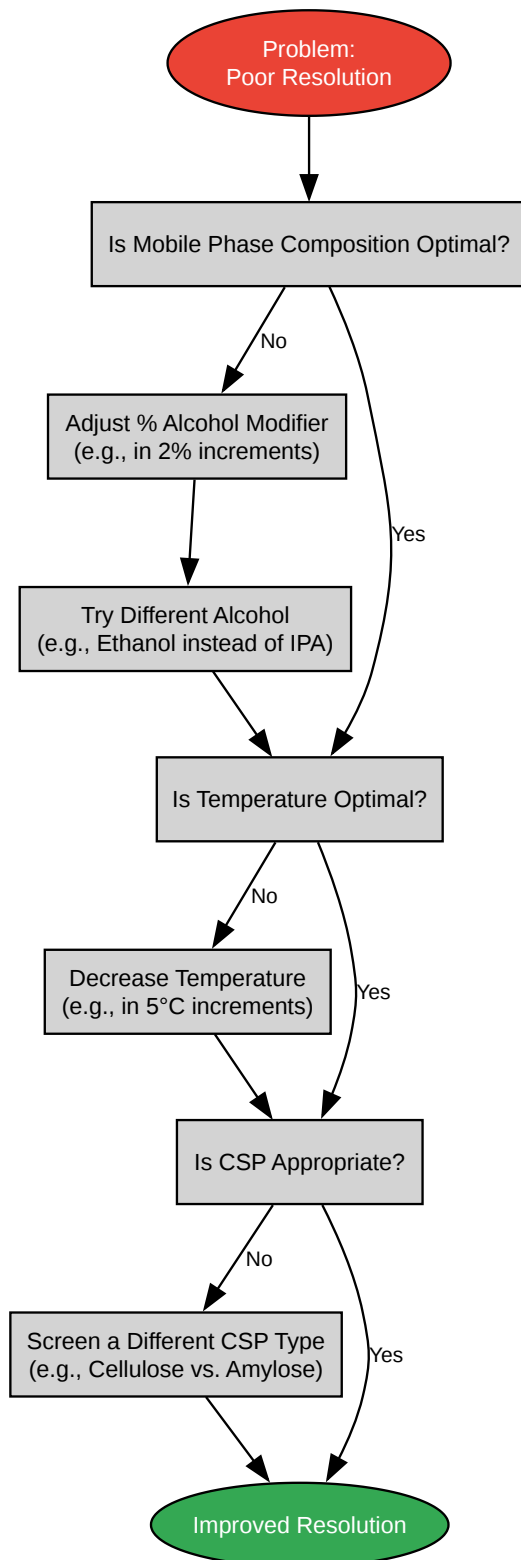 Problem:
Poor Resolution
Is Mobile Phase Composition Optimal?
No
Adjust % Alcohol Modifier
(e.g., in 2% increments)
Yes
Try Different Alcohol
(e.g., Ethanol instead of IPA)
Is Temperature Optimal?
No
Decrease Temperature
(e.g., in 5°C increments)
Yes
Is CSP Appropriate?
No
Screen a Different CSP Type
(e.g., Cellulose vs. Amylose)
Yes
Improved Resolution